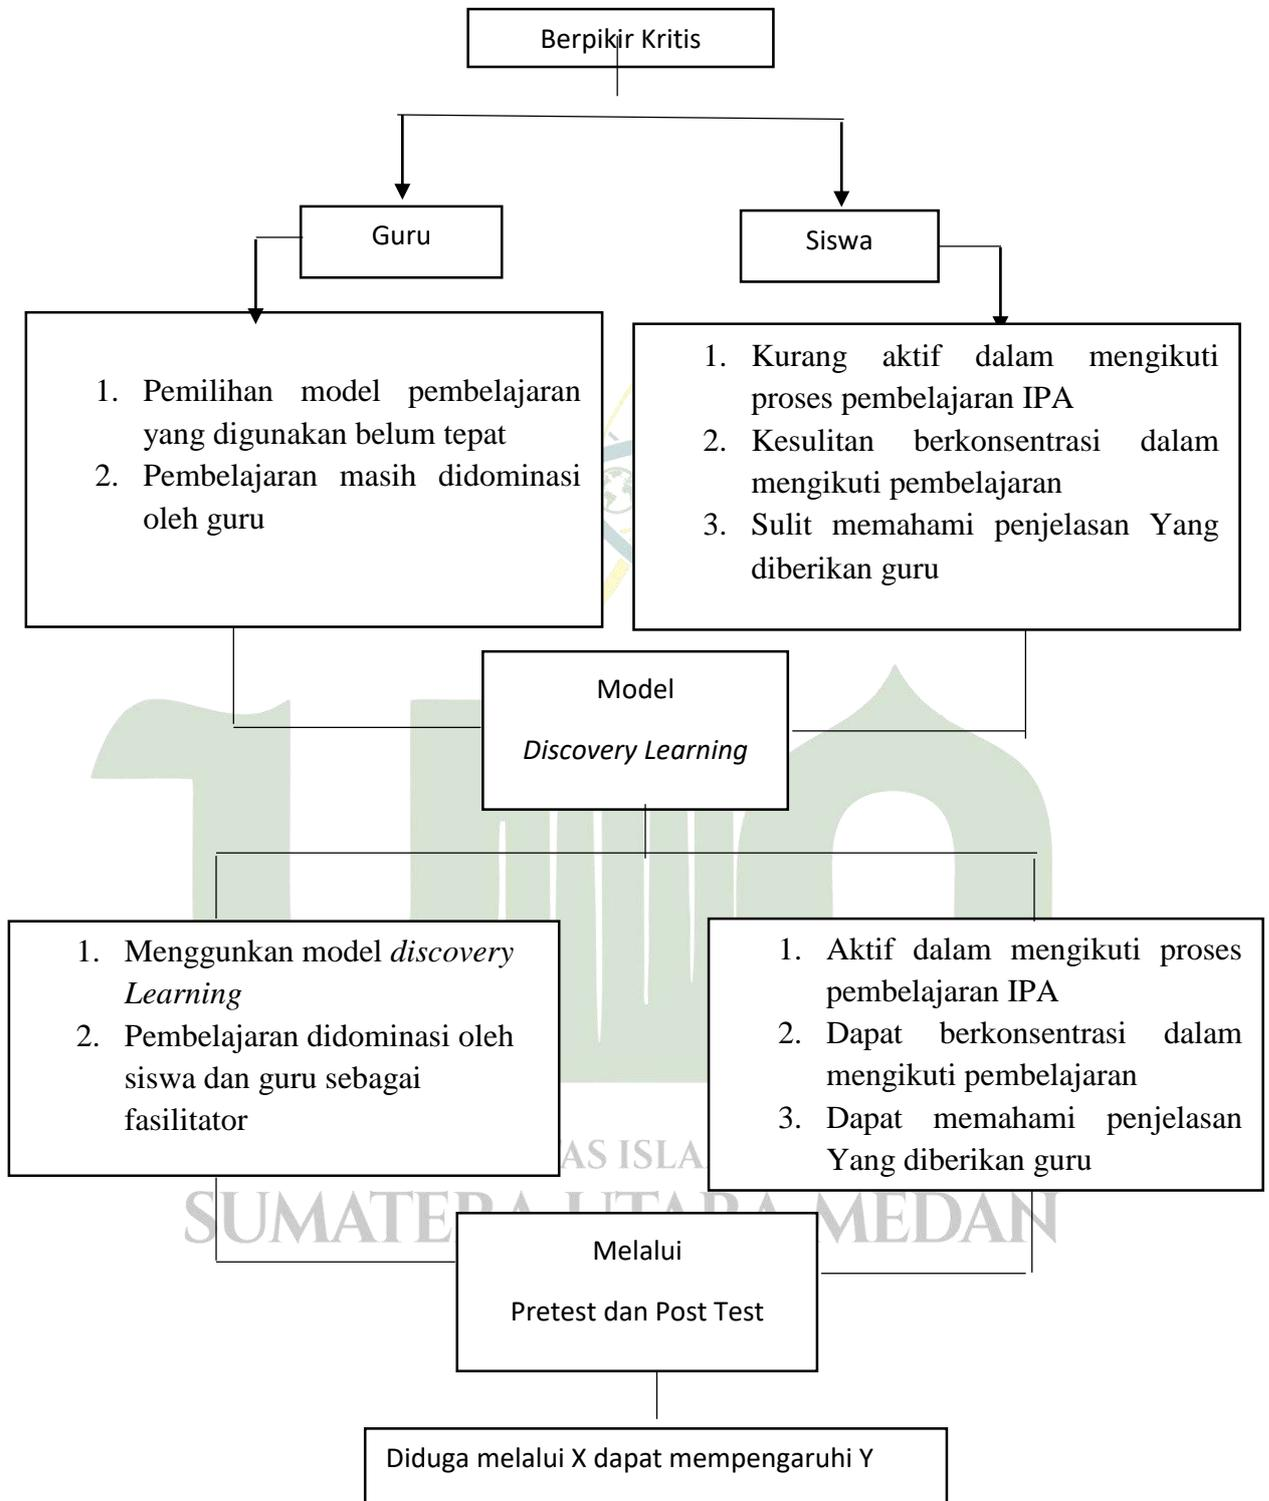 Berpikir Kritis
Guru
Siswa
1. Pemilihan model pembelajaran
yang digunakan belum tepat
2. Pembelajaran masih didominasi
oleh guru
1. Kurang aktif dalam mengikuti
proses pembelajaran IPA
2. Kesulitan berkonsentrasi dalam
mengikuti pembelajaran
3. Sulit memahami penjelasan Yang
diberikan guru
Model
Discovery Learning
1. Menggunkan model discovery
Learning
2. Pembelajaran didominasi oleh
siswa dan guru sebagai
fasilitator
1. Aktif dalam mengikuti proses
pembelajaran IPA
2. Dapat berkonsentrasi dalam
mengikuti pembelajaran
3. Dapat memahami penjelasan
Yang diberikan guru
SUMATERA UTARA MEDAN
Melalui
Pretest dan Post Test
Diduga melalui X dapat mempengaruhi Y